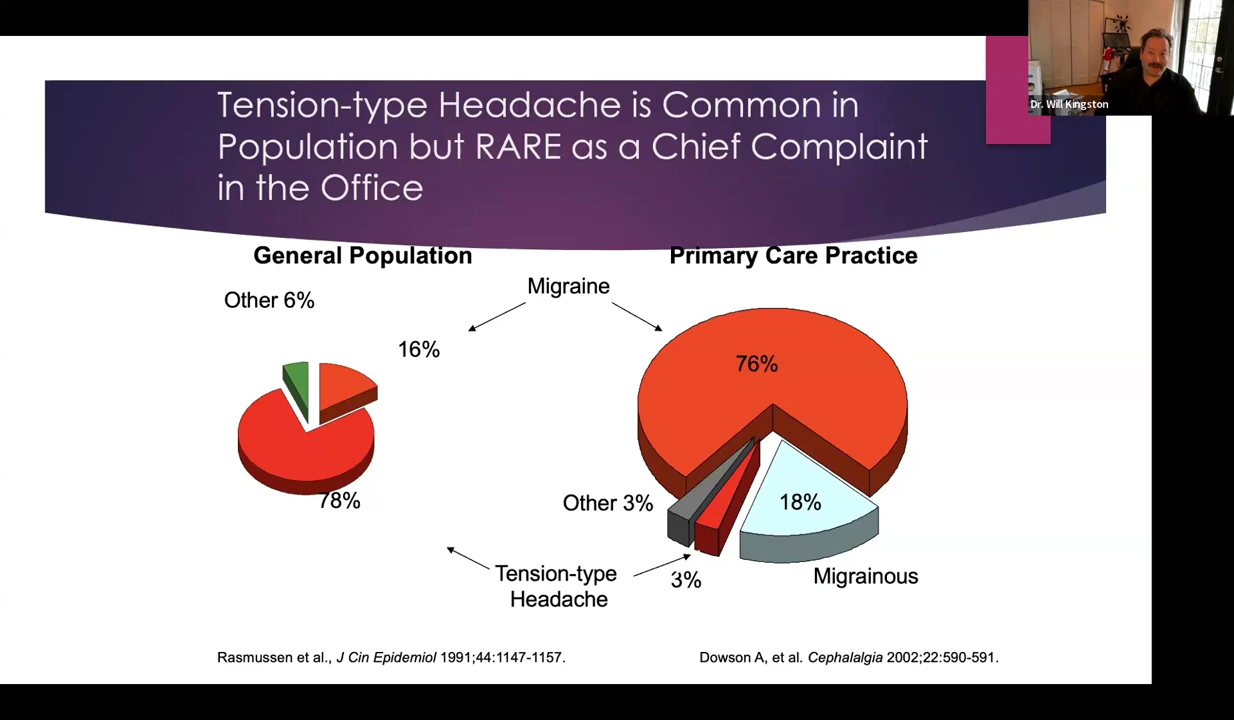 Dr. Will Kingston
Tension-type Headache is Common in
Population but RARE as a Chief Complaint
in the Office
General Population
Primary Care Practice
Migraine
Other 6%
16%
76%
78%
Other 3%
18%
Tension-type
Headache
3%
Migrainous
Rasmussen et al., J Cin Epidemiol 1991;44:1147-1157.
Dowson A, et al. Cephalalgia 2002;22:590-591.